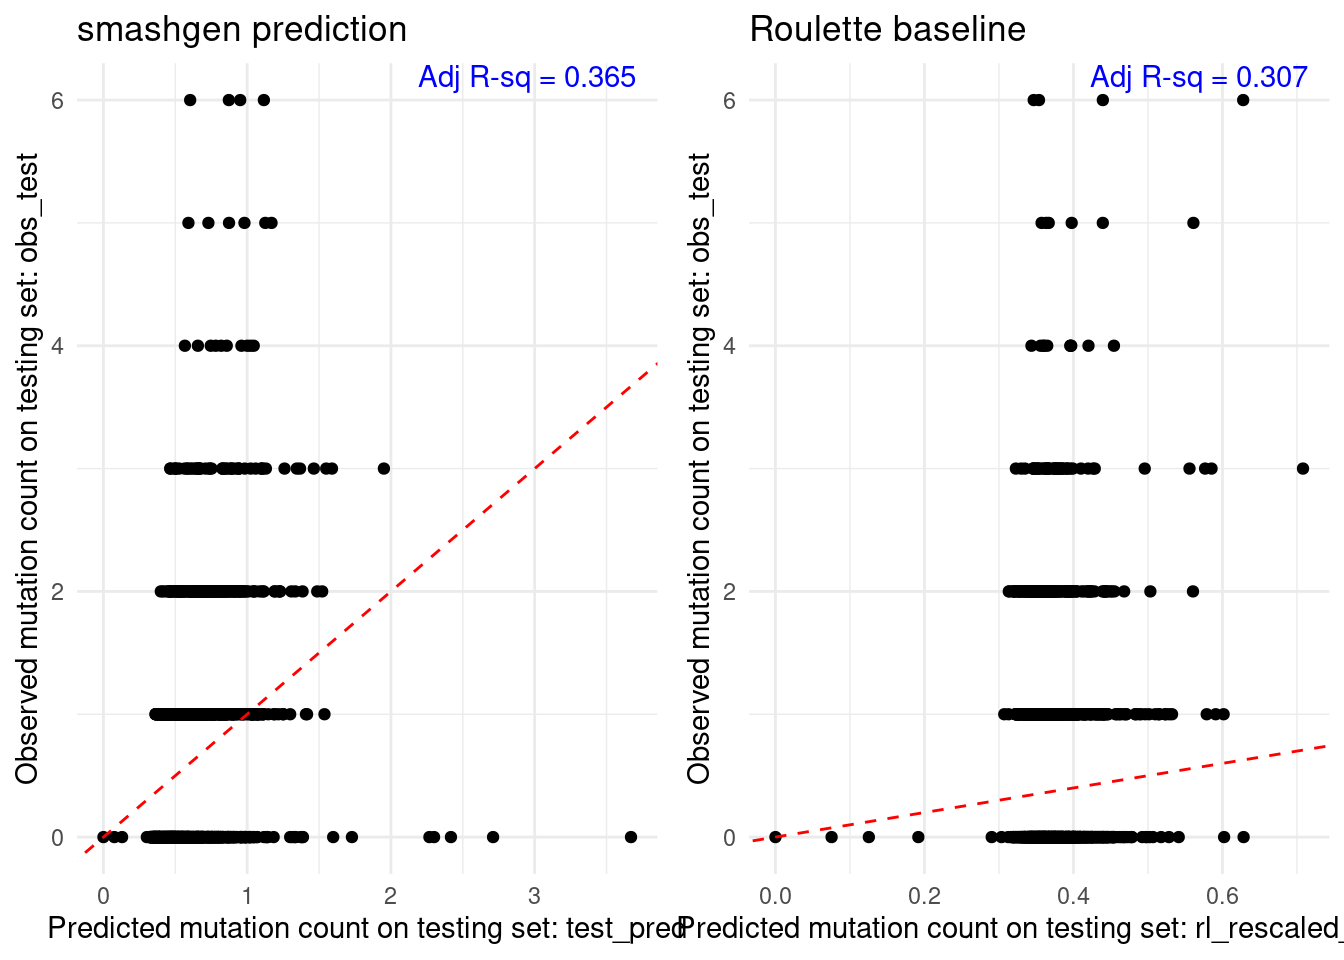 smashgen prediction
Adj R-sq = 0.365
Observed mutation count on testing set: obs_test
6
4
2
0
0
1
2
3
Predicted mutation count on testing set: test_pred
Roulette baseline
Adj R-sq = 0.307
Observed mutation count on testing set: obs_test
6
4
2
0
0.0
0.2
0.4
0.6
Predicted mutation count on testing set: rl_rescaled_